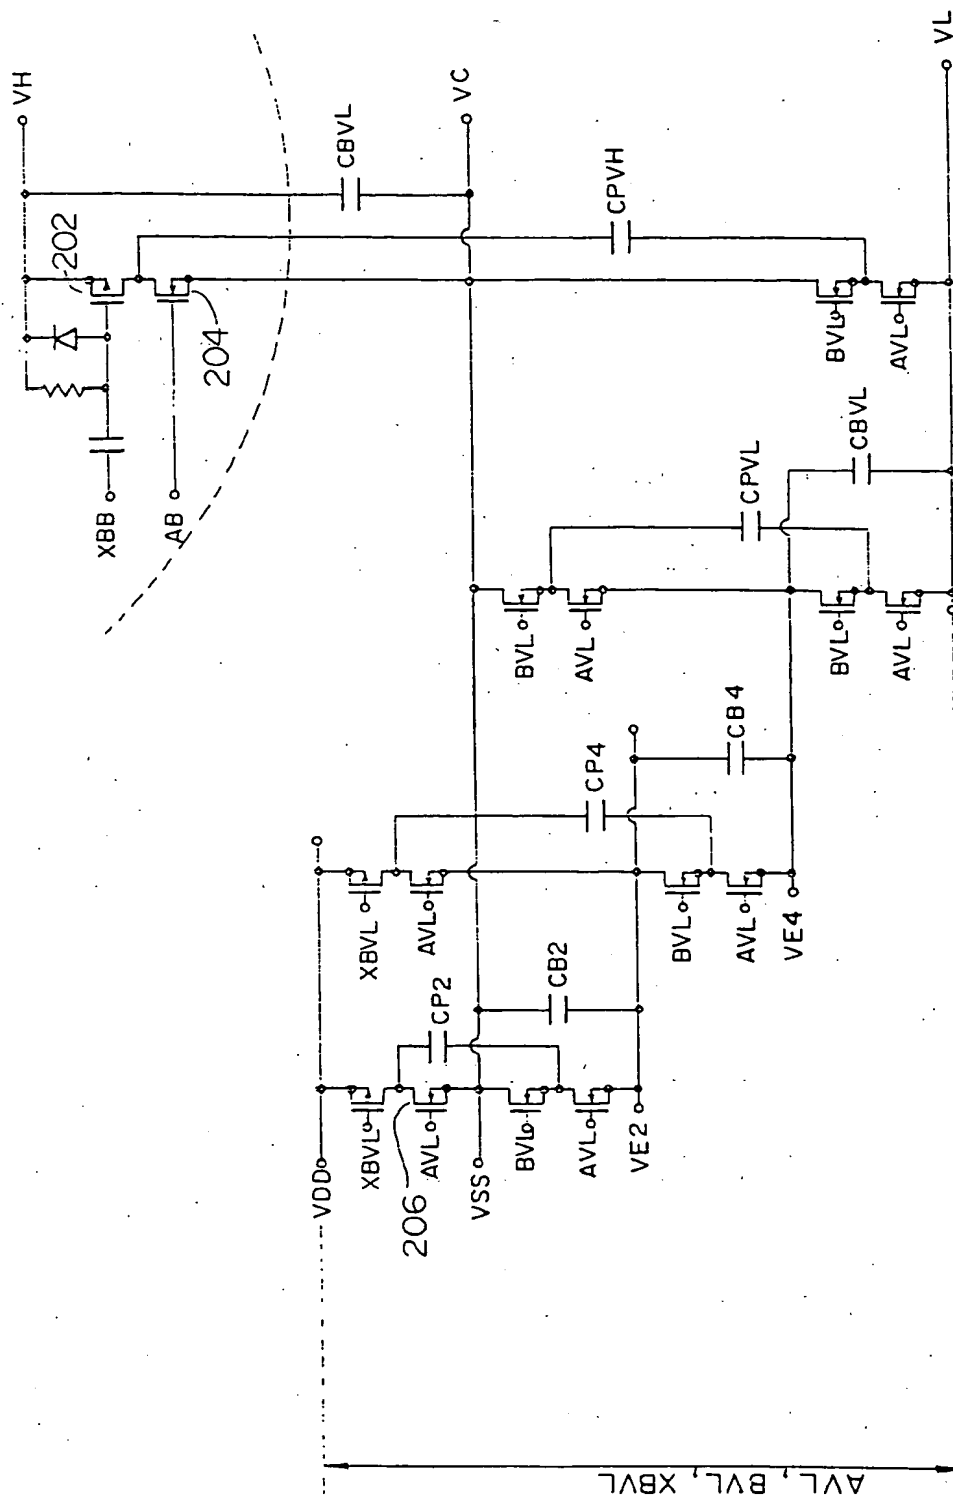 VH
202
CBVL
VC
CPVH
204
XBB
AB
BVL
AVL
VL
CBVL
CPVL
BVL
AVL
BVL
AVL
CB4
CP4
XBVL
AVL
BVL
AVL
VE4
CB2
CP2
VDD
XBVL
AVL
206
VSS
BVL
AVL
VE2
AVL, BVL, XBVL